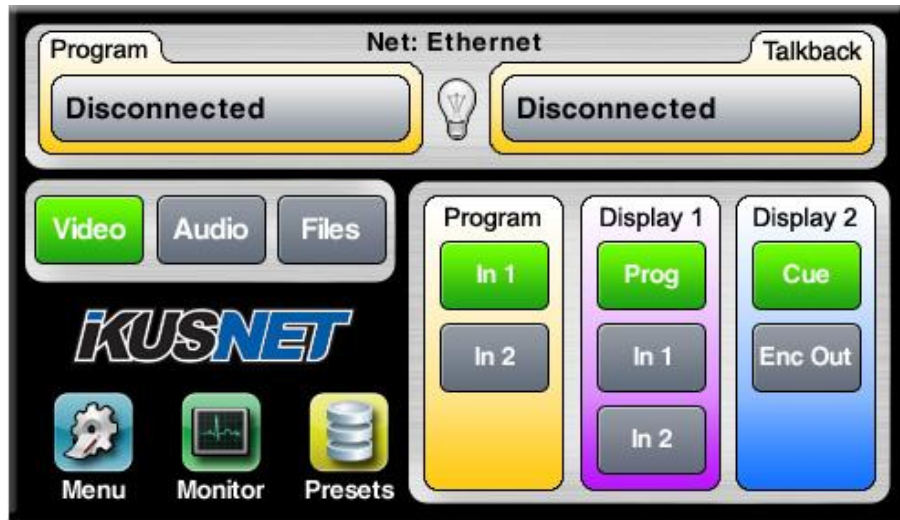 Program
Net: Ethernet
Talkback
Disconnected
Disconnected
Video
Audio
Files
Program
In 1
In 2
Display 1
Prog
In 1
In 2
Display 2
Cue
Enc Out
iKUSNET
Menu
Monitor
Presets